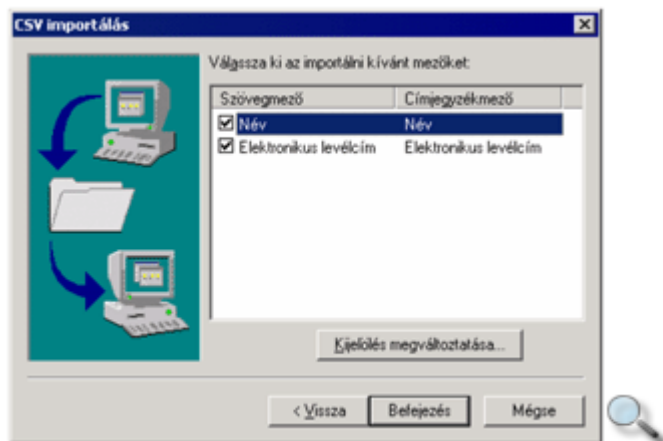 CSV importálás
Válassza ki az importálni kívánt mezőket:
Szövegmező Címjegyzékmező
Név Név
Elektronikus levélcím Elektronikus levélcím
Kijelölés megváltoztatása...
< Vissza Befejezés Mégse